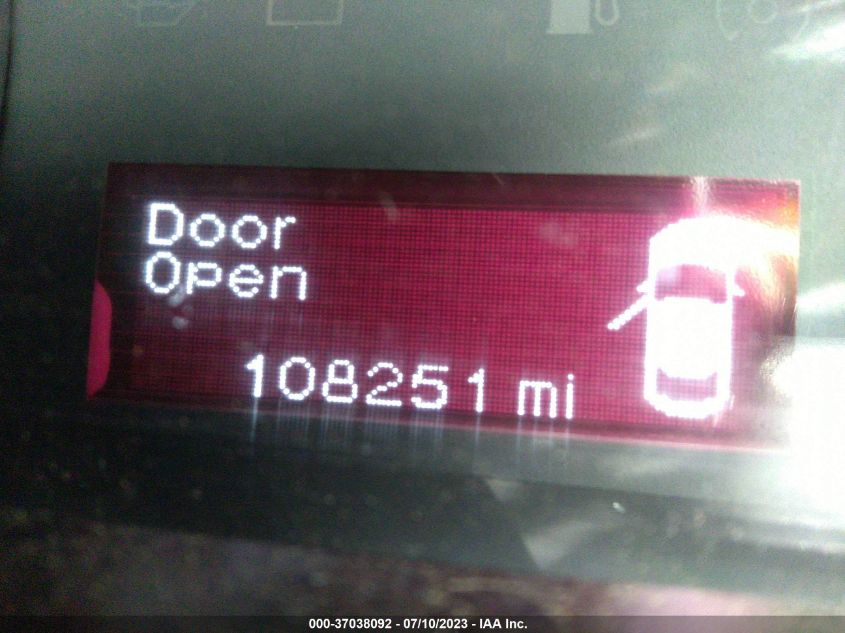 Door
Open
108251 mi
000-37038092 - 07/10/2023 - IAA Inc.